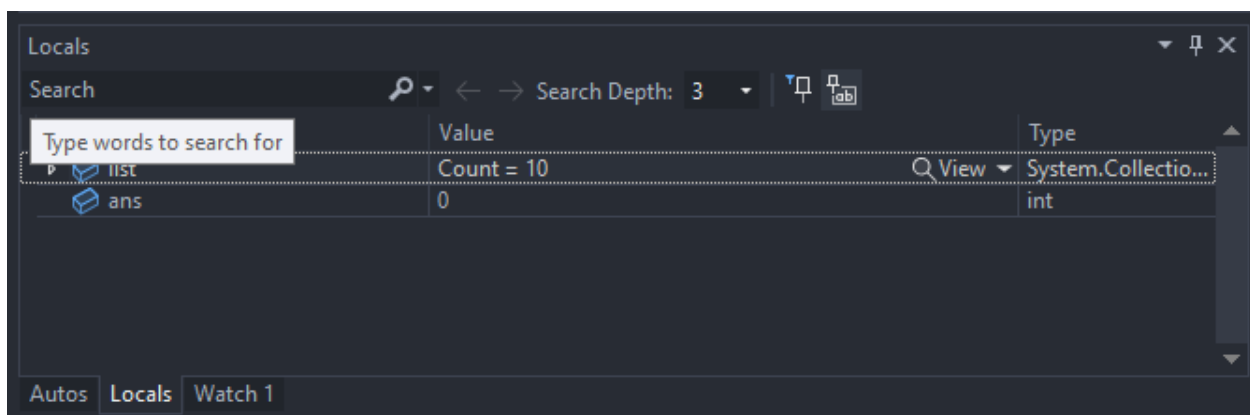 Locals
Search
Search Depth: 3
ab
Type words to search for
Value
Type
list
Count = 10
View
System.Collectio...
ans
0
int
Autos Locals Watch 1